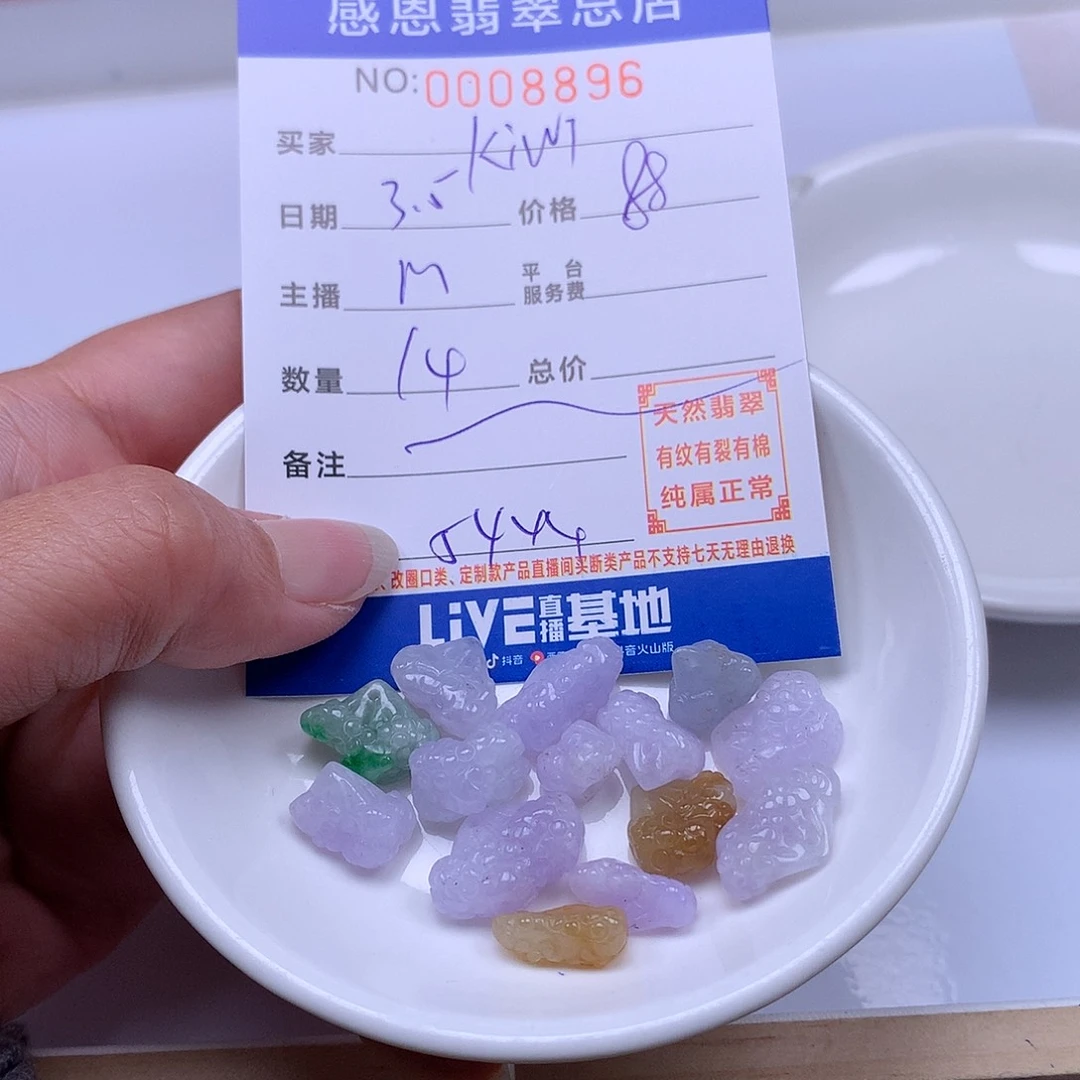 感恩翡翠总店
NO:0008896
买家 Kiwi
日期 3.5 价格 88
主播 M 平台服务费
数量 14 总价
备注
天然翡翠
有纹有裂有棉
纯属正常
改圈口类、定制款产品直播间买断类产品不支持七天无理由退换
LiVE直播基地
抖音 音火山版